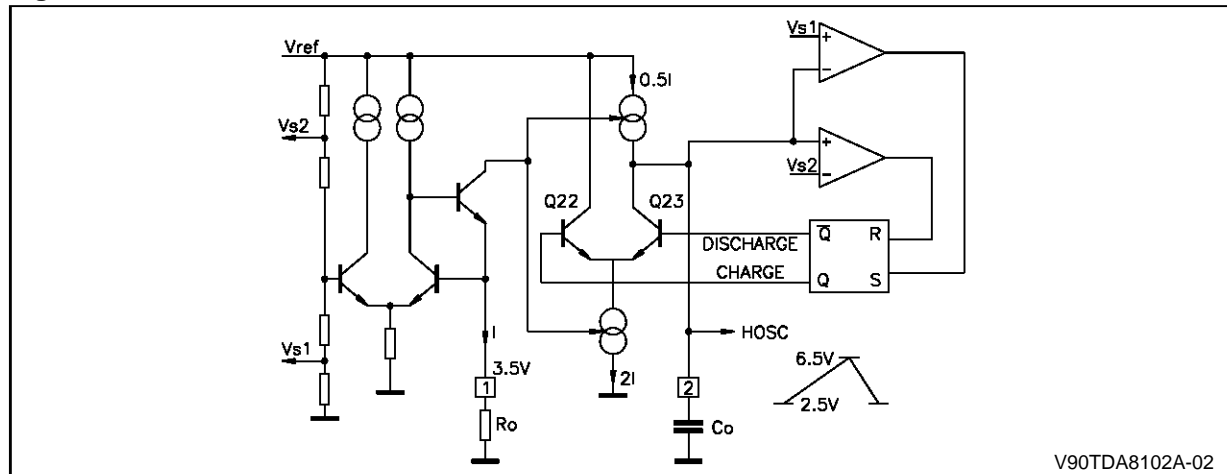 Vref
Vs2
Vs1
I
3.5V
1
Ro
0.5I
Q22
Q23
DISCHARGE
CHARGE
2I
HOSC
2
Co
Vs1
+
-
+
Vs2
-
Q̅
R
Q
S
6.5V
2.5V
V90TDA8102A-02